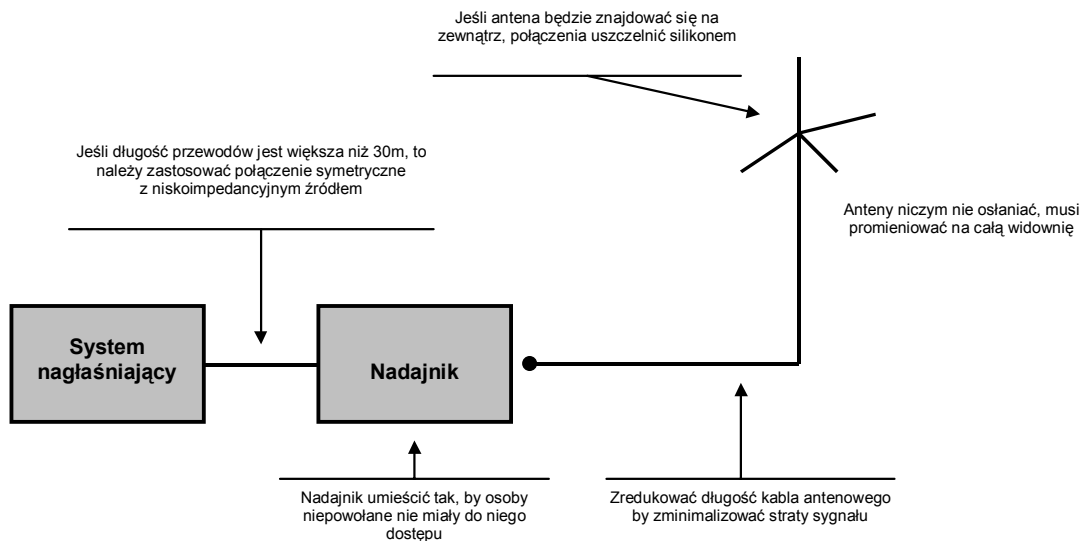 Jeśli antena będzie znajdować się na
zewnątrz, połączenia uszczelnić silikonem
Jeśli długość przewodów jest większa niż 30m, to
należy zastosować połączenie symetryczne
z niskoimpedancyjnym źródłem
Anteny niczym nie osłaniać, musi
promieniować na całą widownię
System
nagłaśniający
Nadajnik
Nadajnik umieścić tak, by osoby
niepowołane nie miały do niego
dostępu
Zredukować długość kabla antenowego
by zminimalizować straty sygnału